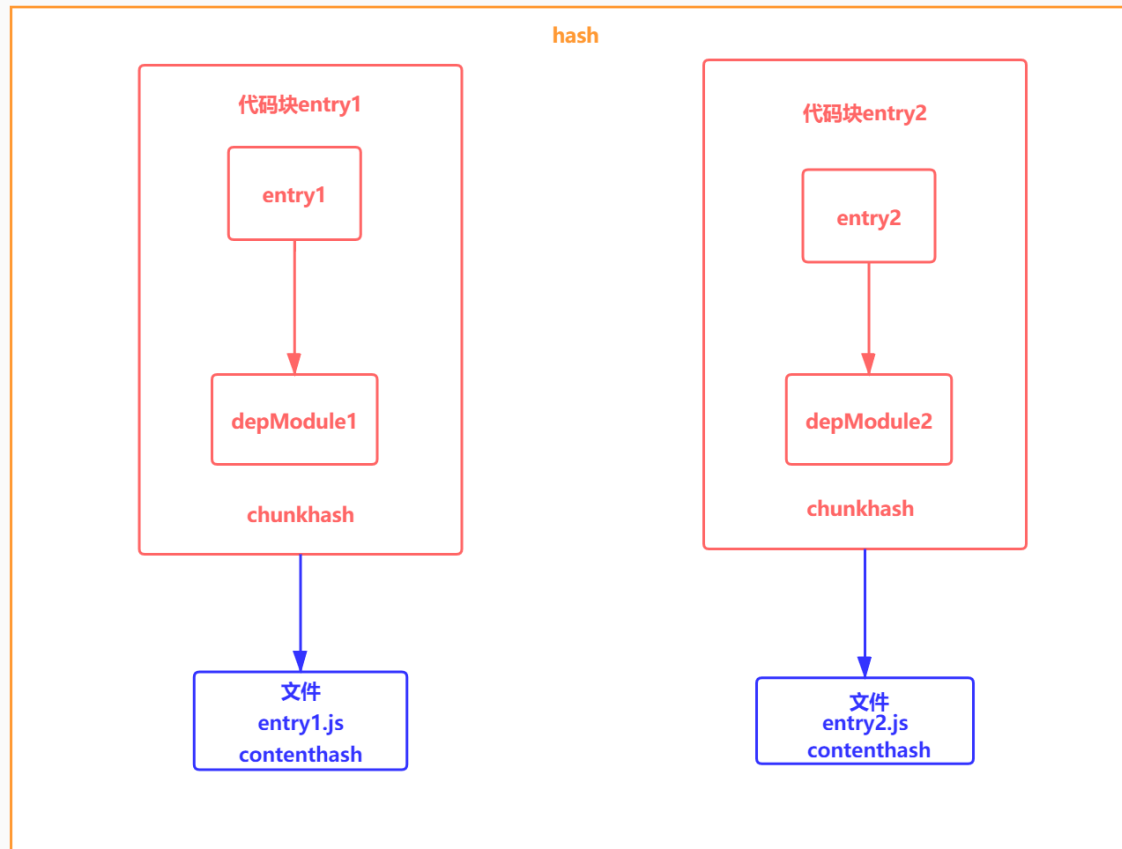 hash
代码块entry1
entry1
depModule1
chunkhash
文件
entry1.js
contenthash
代码块entry2
entry2
depModule2
chunkhash
文件
entry2.js
contenthash